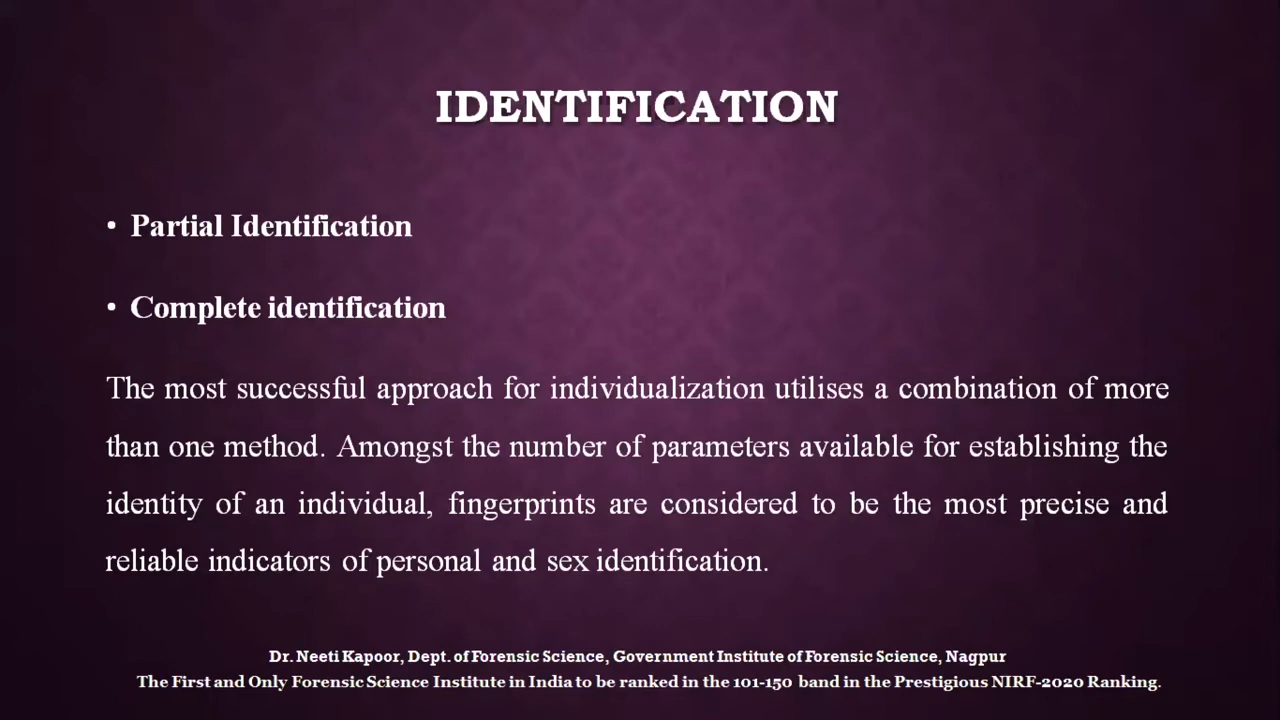 IDENTIFICATION
• Partial Identification
• Complete identification
The most successful approach for individualization utilises a combination of more
than one method. Amongst the number of parameters available for establishing the
identity of an individual, fingerprints are considered to be the most precise and
reliable indicators of personal and sex identification.
Dr. Neeti Kapoor, Dept. of Forensic Science, Government Institute of Forensic Science, Nagpur
The First and Only Forensic Science Institute in India to be ranked in the 101-150 band in the Prestigious NIRF-2020 Ranking.